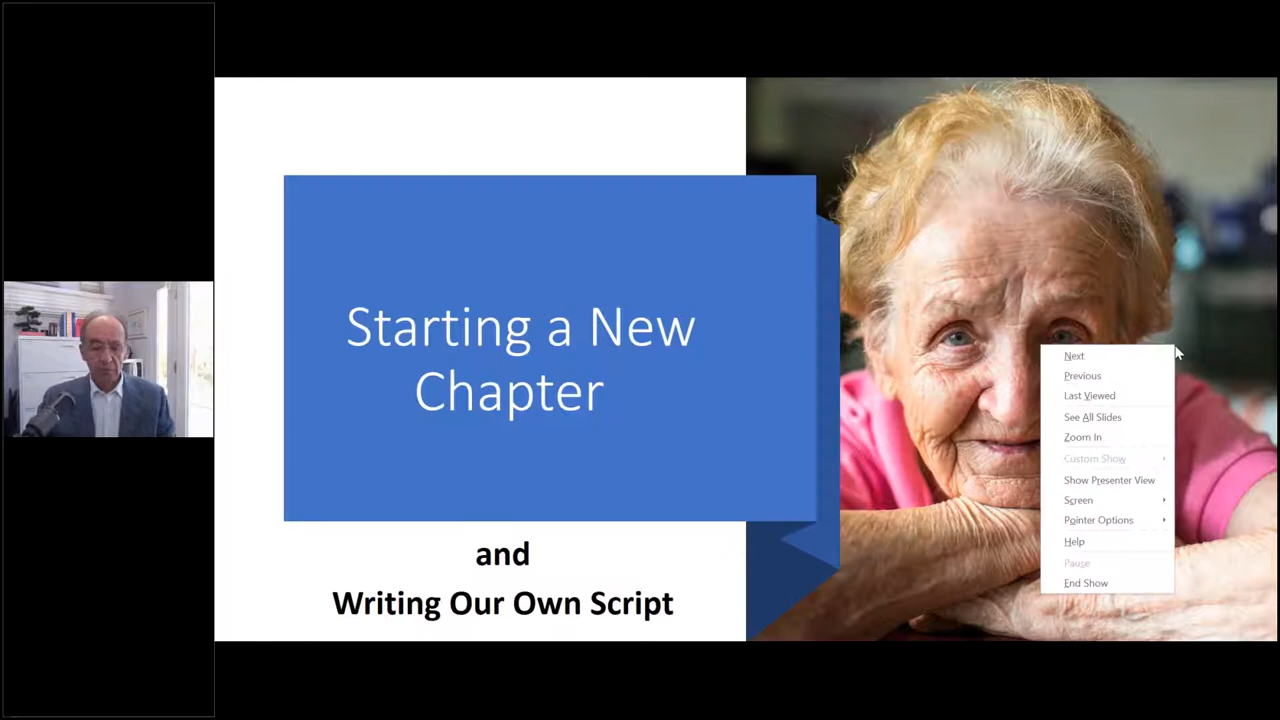 Starting a New
Chapter
and
Writing Our Own Script
Next
Previous
Last Viewed
See All Slides
Zoom In
Custom Show
Show Presenter View
Screen
Pointer Options
Help
Pause
End Show